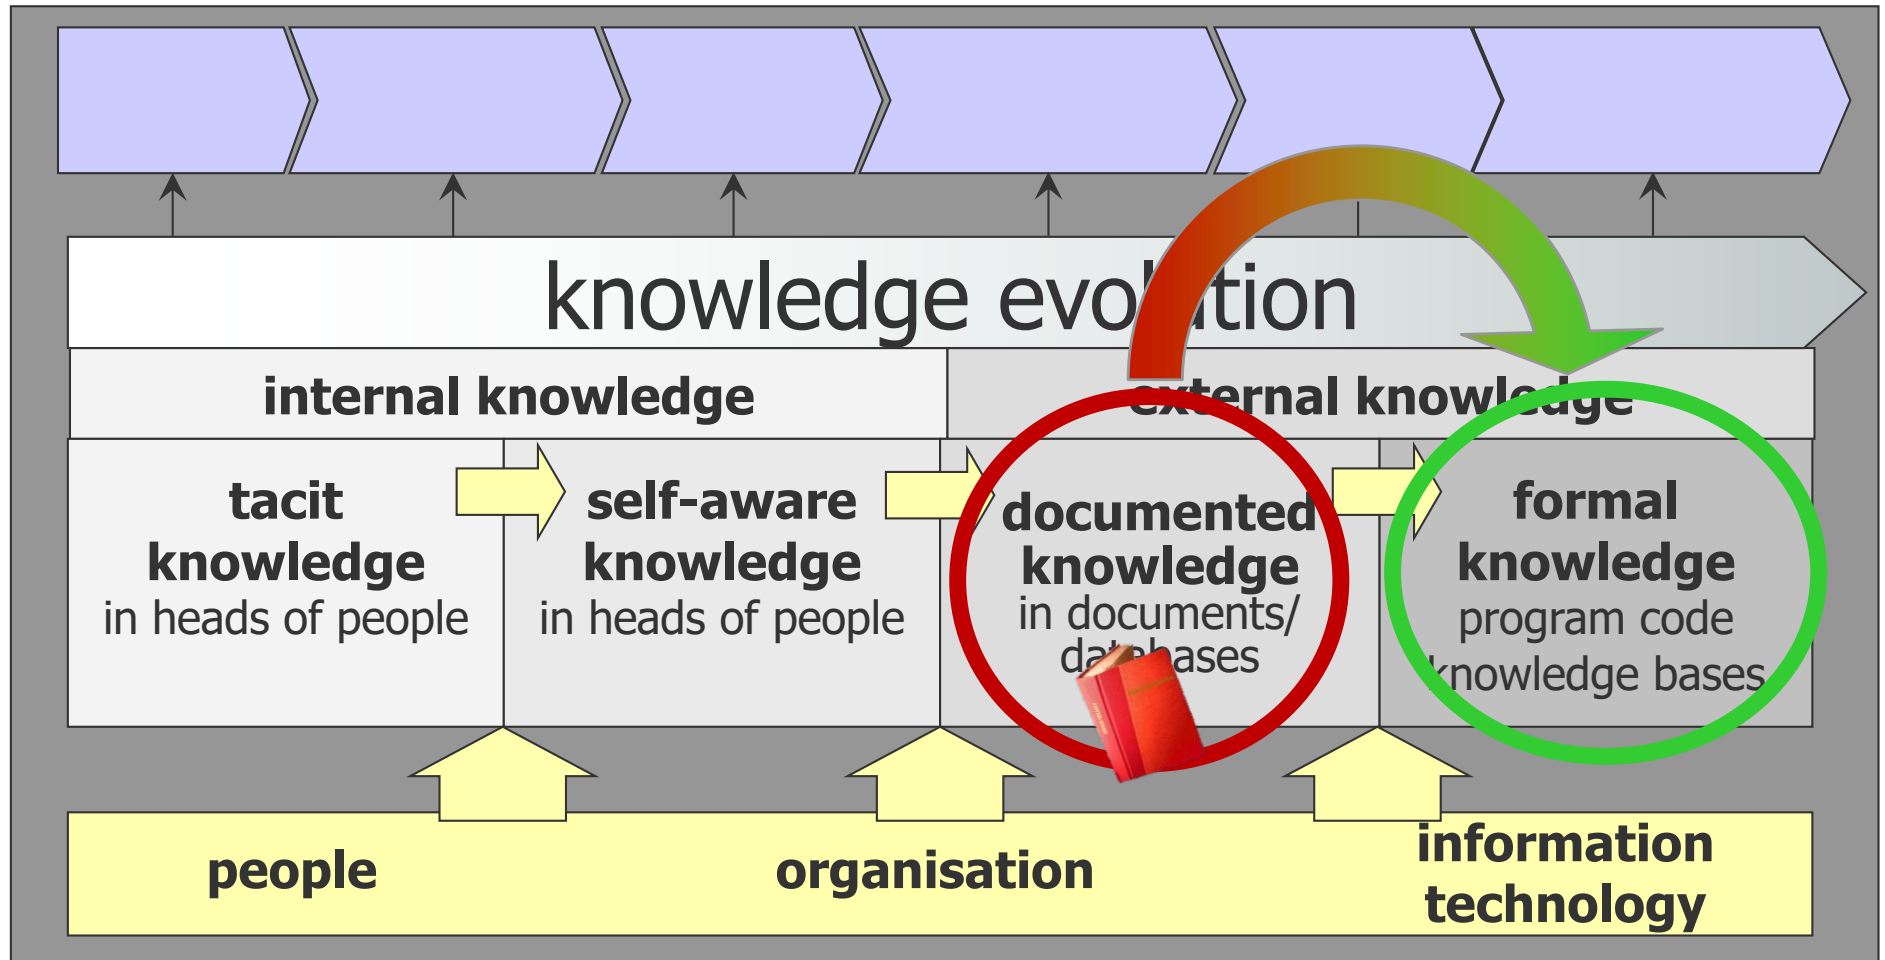 knowledge evolution
internal knowledge
external knowledge
tacit
knowledge
in heads of people
self-aware
knowledge
in heads of people
documented
knowledge
in documents/
databases
formal
knowledge
program code
knowledge bases
people
organisation
information
technology